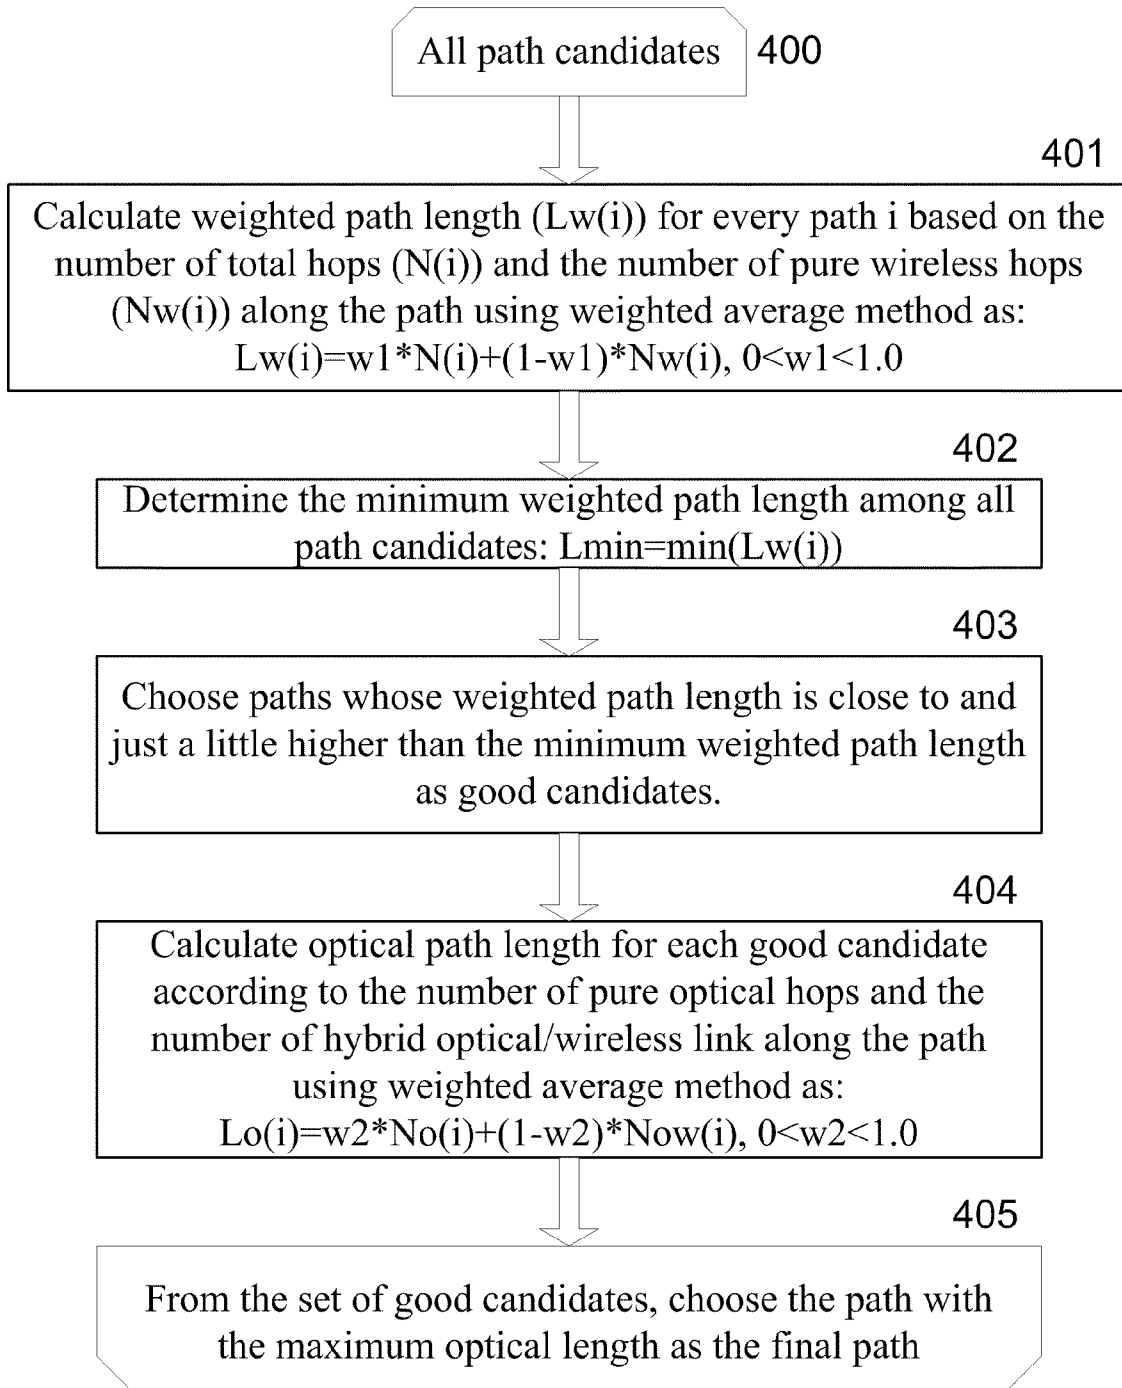 All path candidates 400
401
Calculate weighted path length (Lw(i)) for every path i based on the
number of total hops (N(i)) and the number of pure wireless hops
(Nw(i)) along the path using weighted average method as:
Lw(i)=w1*N(i)+(1-w1)*Nw(i), 0<w1<1.0
402
Determine the minimum weighted path length among all
path candidates: Lmin=min(Lw(i))
403
Choose paths whose weighted path length is close to and
just a little higher than the minimum weighted path length
as good candidates.
404
Calculate optical path length for each good candidate
according to the number of pure optical hops and the
number of hybrid optical/wireless link along the path
using weighted average method as:
Lo(i)=w2*No(i)+(1-w2)*Now(i), 0<w2<1.0
405
From the set of good candidates, choose the path with
the maximum optical length as the final path